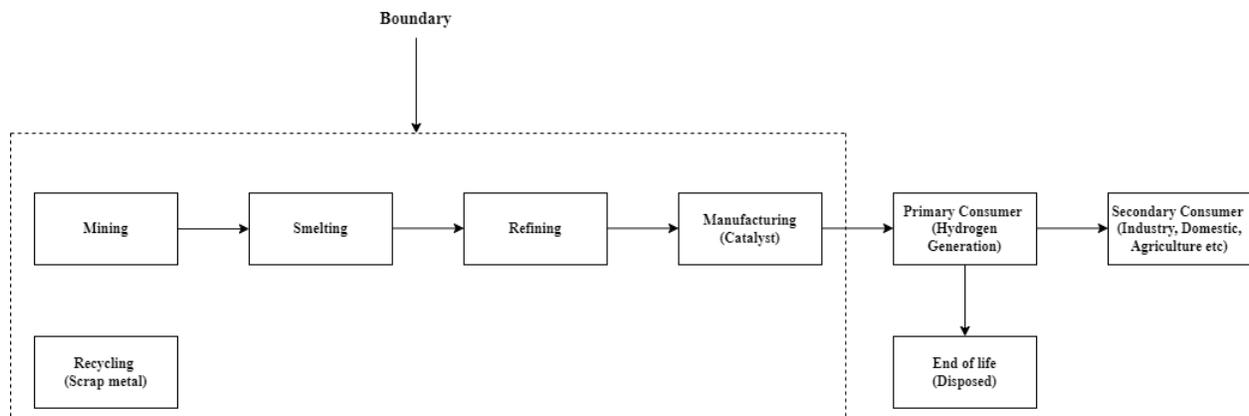 Boundary
Mining
Smelting
Refining
Manufacturing
(Catalyst)
Primary Consumer
(Hydrogen
Generation)
Secondary Consumer
(Industry, Domestic,
Agriculture etc)
Recycling
(Scrap metal)
End of life
(Disposed)